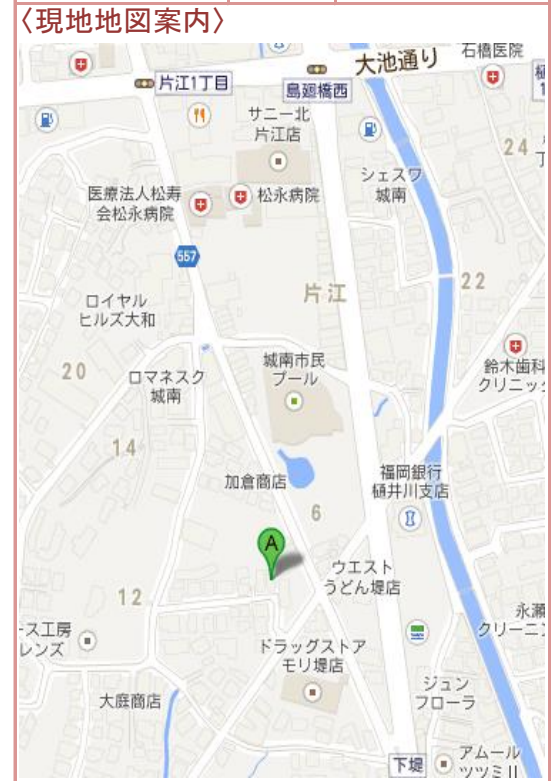 〈現地地図案内〉
大池通り
石橋医院
片江1丁目
島廻橋西
樋
サニー北
片江店
24
丁
シェスワ
城南
医療法人松寿
会松永病院
松永病院
557
片江
22
ロイヤル
ヒルズ大和
20
ロマネスク
城南
城南市民
プール
鈴木歯科
クリニッ
14
加倉商店
福岡銀行
樋井川支店
6
A
ウエスト
うどん堤店
12
永瀬
クリーニン
ース工房
レンズ
ドラッグストア
モリ堤店
大庭商店
ジュン
フローラ
下堤
アムール
ツツミⅡ